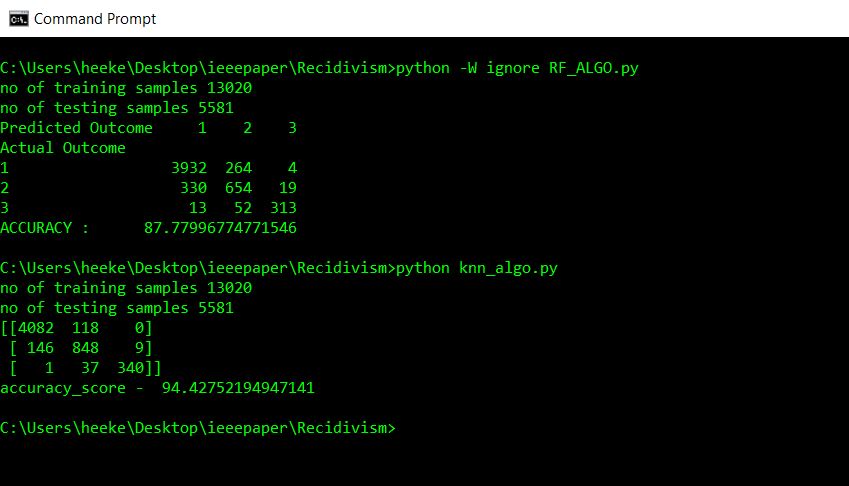 Command Prompt
C:\Users\heeke\Desktop\ieeepaper\Recidivism>python -W ignore RF_ALGO.py
no of training samples 13020
no of testing samples 5581
Predicted Outcome     1    2    3
Actual Outcome
1                  3932  264    4
2                   330  654   19
3                    13   52  313
ACCURACY :      87.77996774771546
C:\Users\heeke\Desktop\ieeepaper\Recidivism>python knn_algo.py
no of training samples 13020
no of testing samples 5581
[[4082  118    0]
 [ 146  848    9]
 [   1   37  340]]
accuracy_score -  94.42752194947141
C:\Users\heeke\Desktop\ieeepaper\Recidivism>